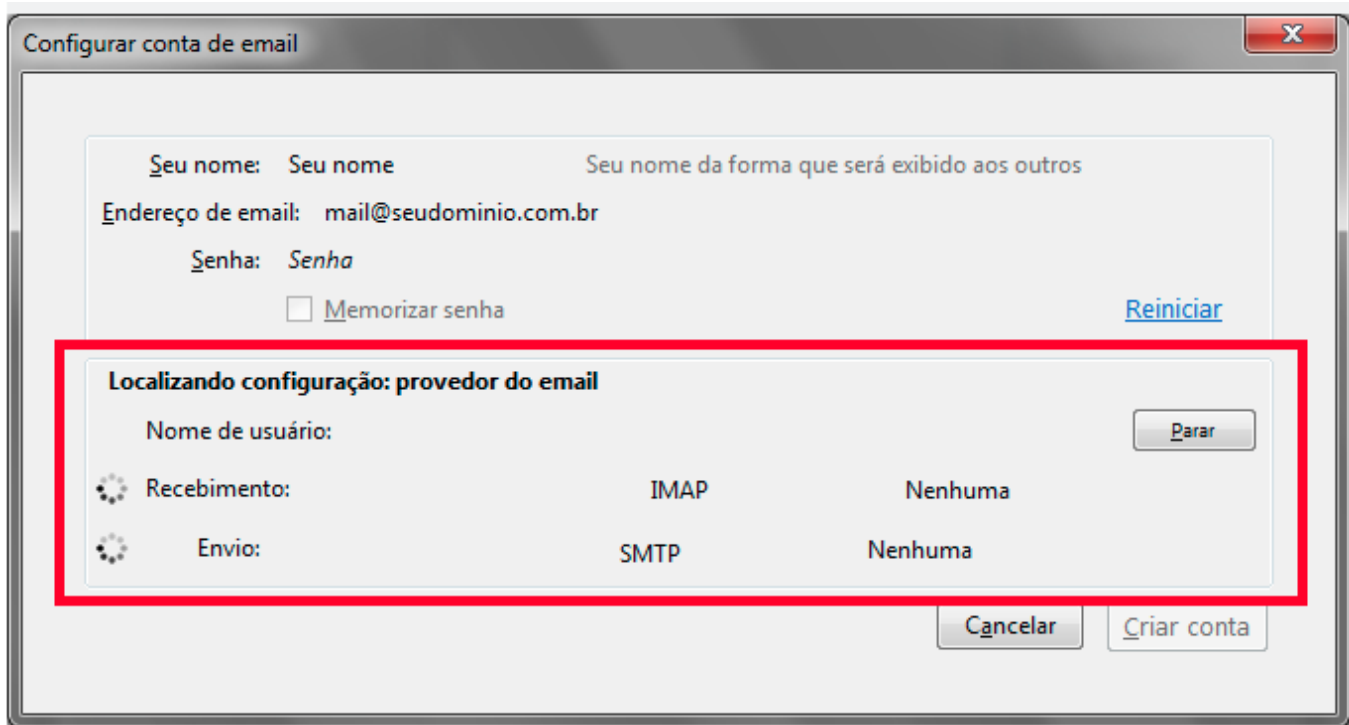 Configurar conta de email
Seu nome: Seu nome Seu nome da forma que será exibido aos outros
Endereço de email: mail@seudominio.com.br
Senha: Senha
Memorizar senha Reiniciar
Localizando configuração: provedor do email
Nome de usuário: Parar
Recebimento: IMAP Nenhuma
Envio: SMTP Nenhuma
Cancelar Criar conta